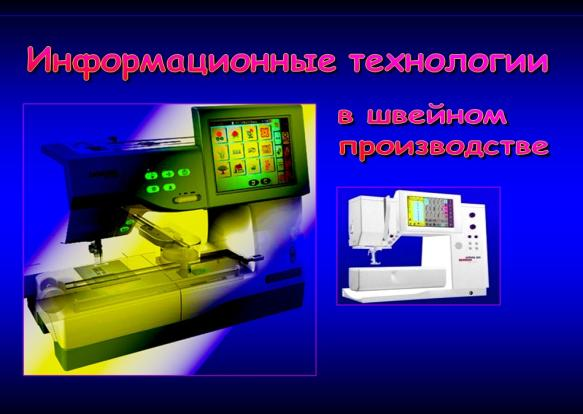 Информационные технологии
в швейном
производстве